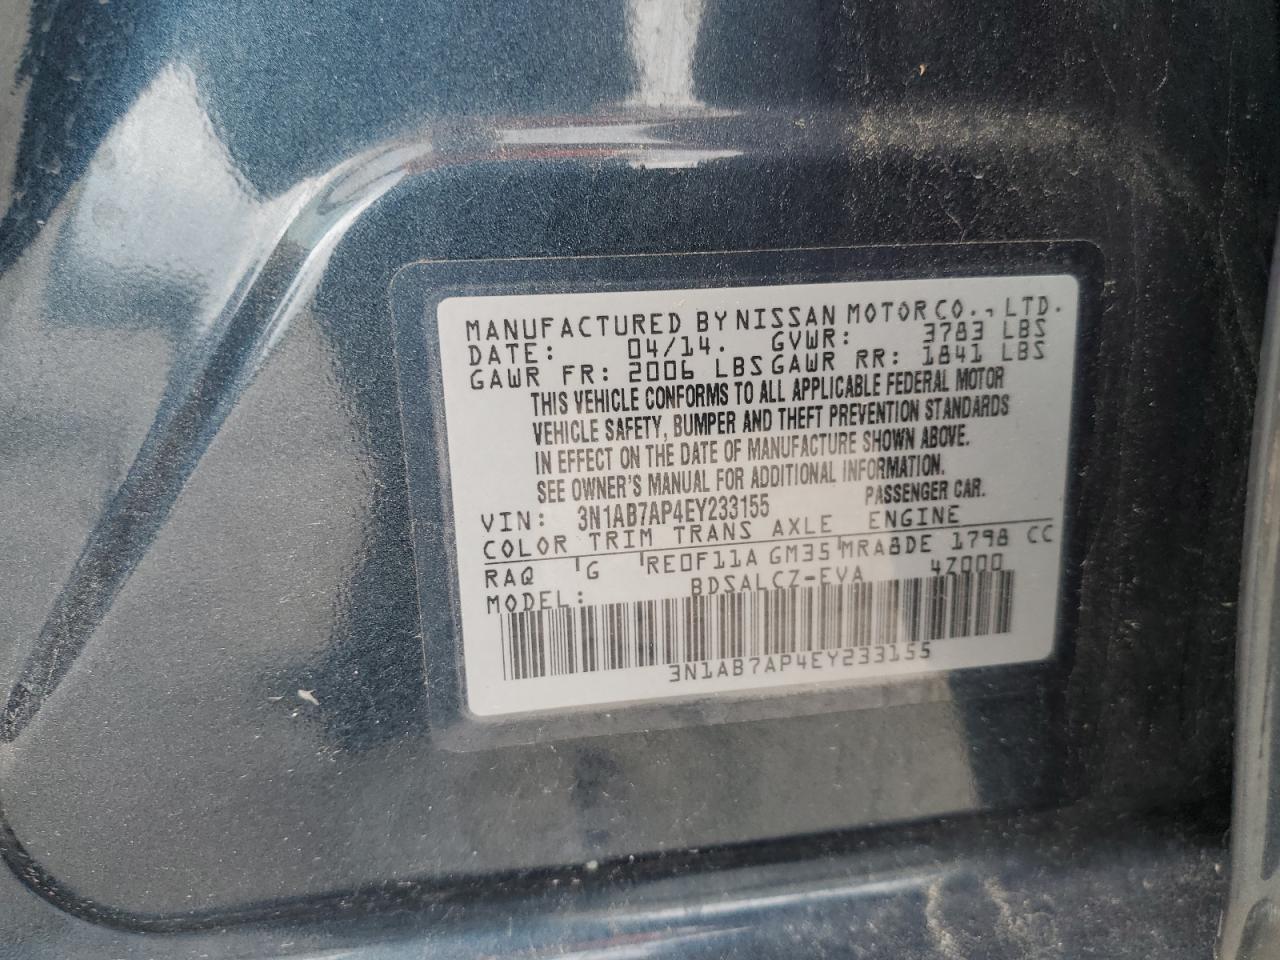 MANUFACTURED BY NISSAN MOTOR CO., LTD.
DATE: 04/14. GVWR: 3783 LBS
GAWR FR: 2006 LBS GAWR RR: 1841 LBS
THIS VEHICLE CONFORMS TO ALL APPLICABLE FEDERAL MOTOR
VEHICLE SAFETY, BUMPER AND THEFT PREVENTION STANDARDS
IN EFFECT ON THE DATE OF MANUFACTURE SHOWN ABOVE.
SEE OWNER'S MANUAL FOR ADDITIONAL INFORMATION.
VIN: 3N1AB7AP4EY233155 PASSENGER CAR.
COLOR TRIM TRANS AXLE ENGINE
RAQ G RE0F11A GM35 MRA8DE 1798 CC
MODEL: BDSALCZ-EVA 4Z000
3N1AB7AP4EY233155